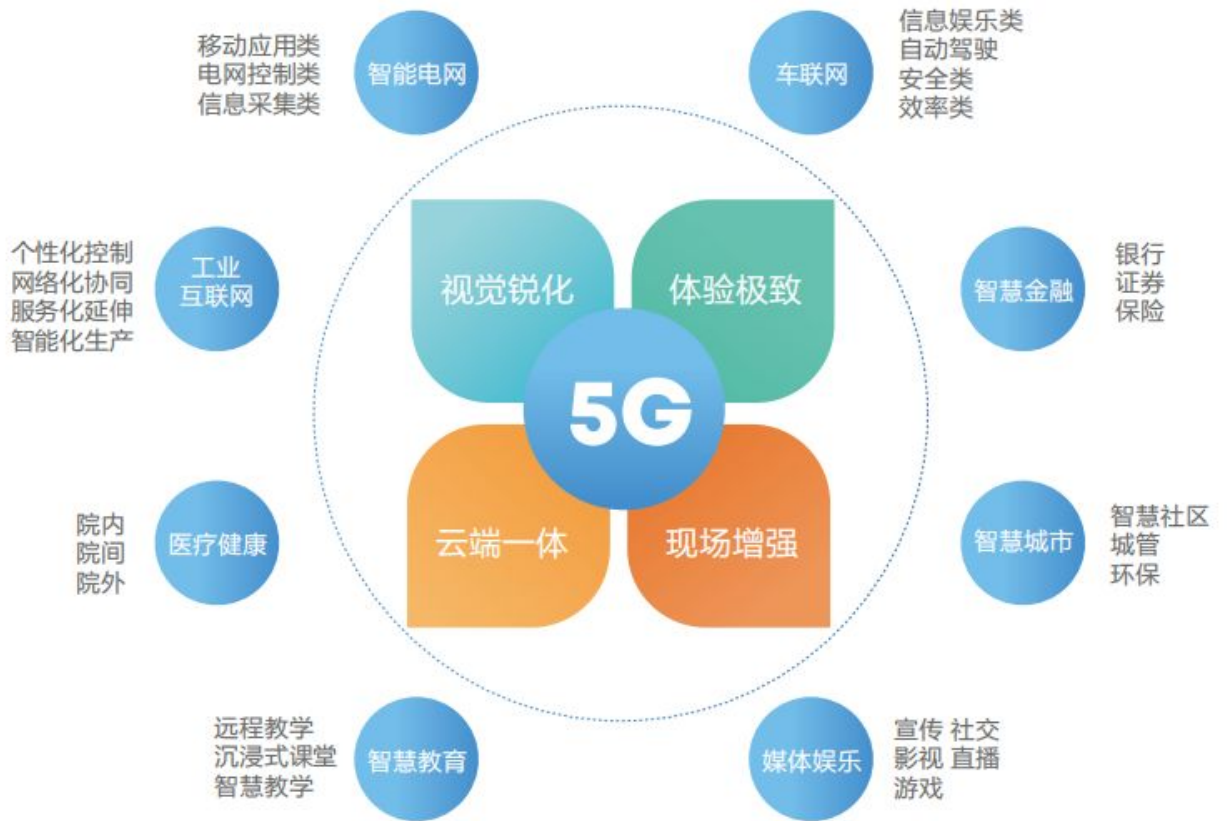 移动应用类
电网控制类
信息采集类
智能电网
车联网
信息娱乐类
自动驾驶
安全类
效率类
个性化控制
网络化协同
服务化延伸
智能化生产
工业
互联网
视觉锐化
体验极致
智慧金融
银行
证券
保险
5G
院内
院间
院外
医疗健康
云端一体
现场增强
智慧城市
智慧社区
城管
环保
远程教学
沉浸式课堂
智慧教学
智慧教育
媒体娱乐
宣传 社交
影视 直播
游戏